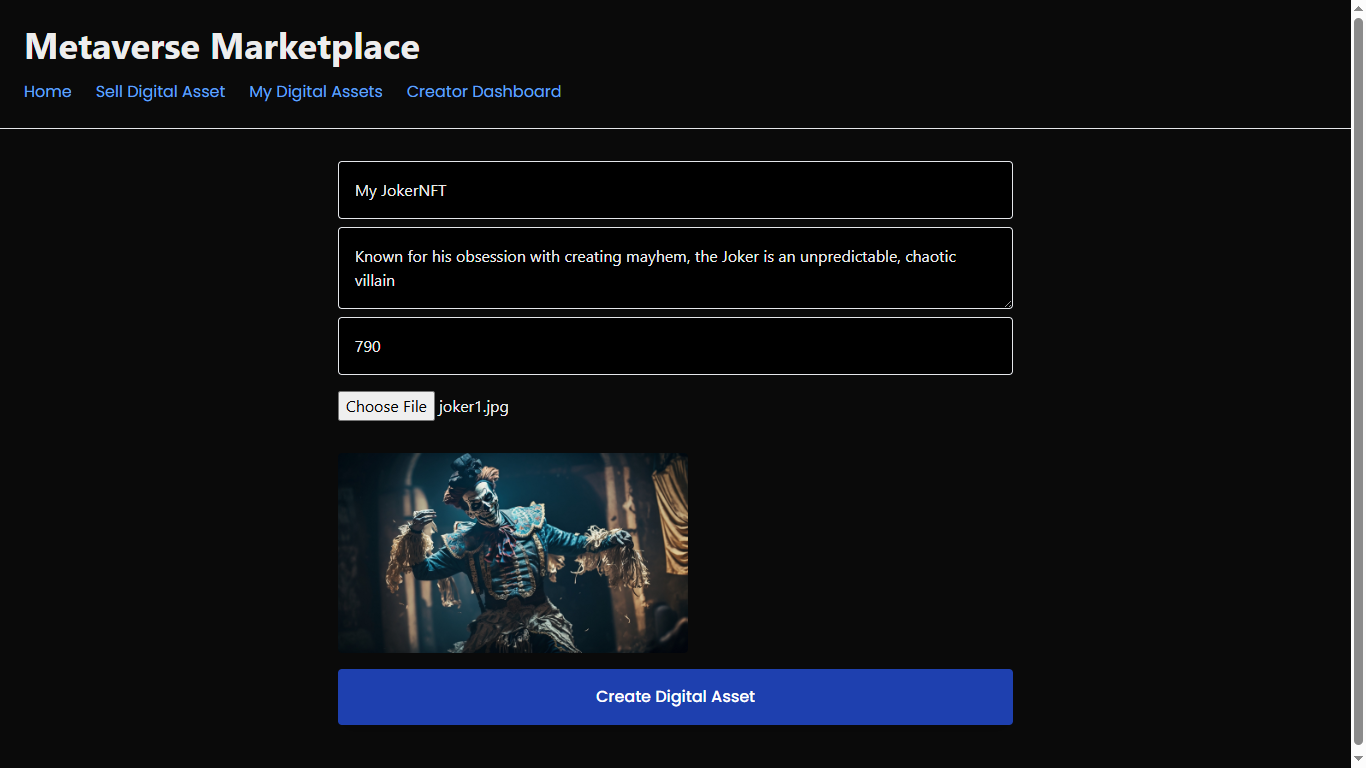 Metaverse Marketplace
Home Sell Digital Asset My Digital Assets Creator Dashboard
My JokerNFT
Known for his obsession with creating mayhem, the Joker is an unpredictable, chaotic
villain
790
Choose File joker1.jpg
Create Digital Asset